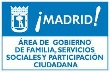 ¡MADRID!
ÁREA DE GOBIERNO
DE FAMILIA, SERVICIOS
SOCIALES Y PARTICIPACIÓN
CIUDADANA